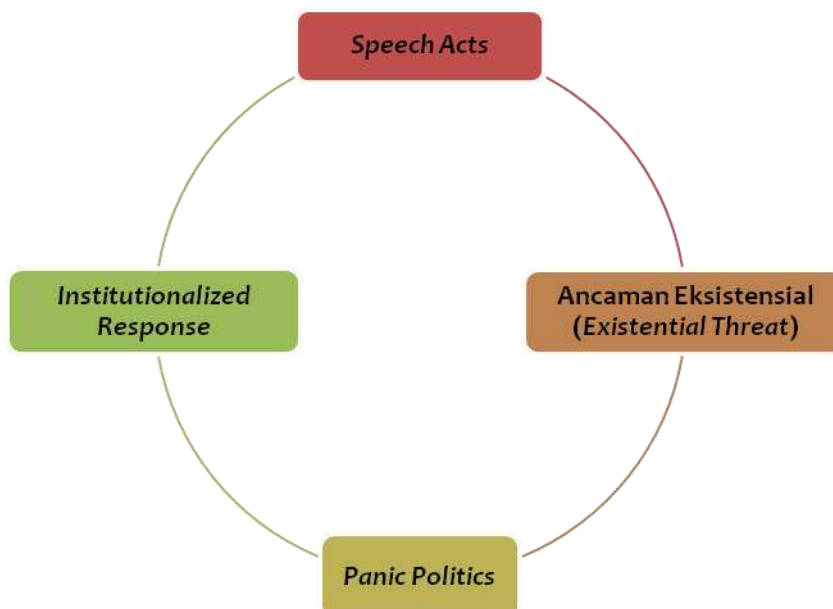 Speech Acts
Ancaman Eksistensial
(Existential Threat)
Panic Politics
Institutionalized
Response